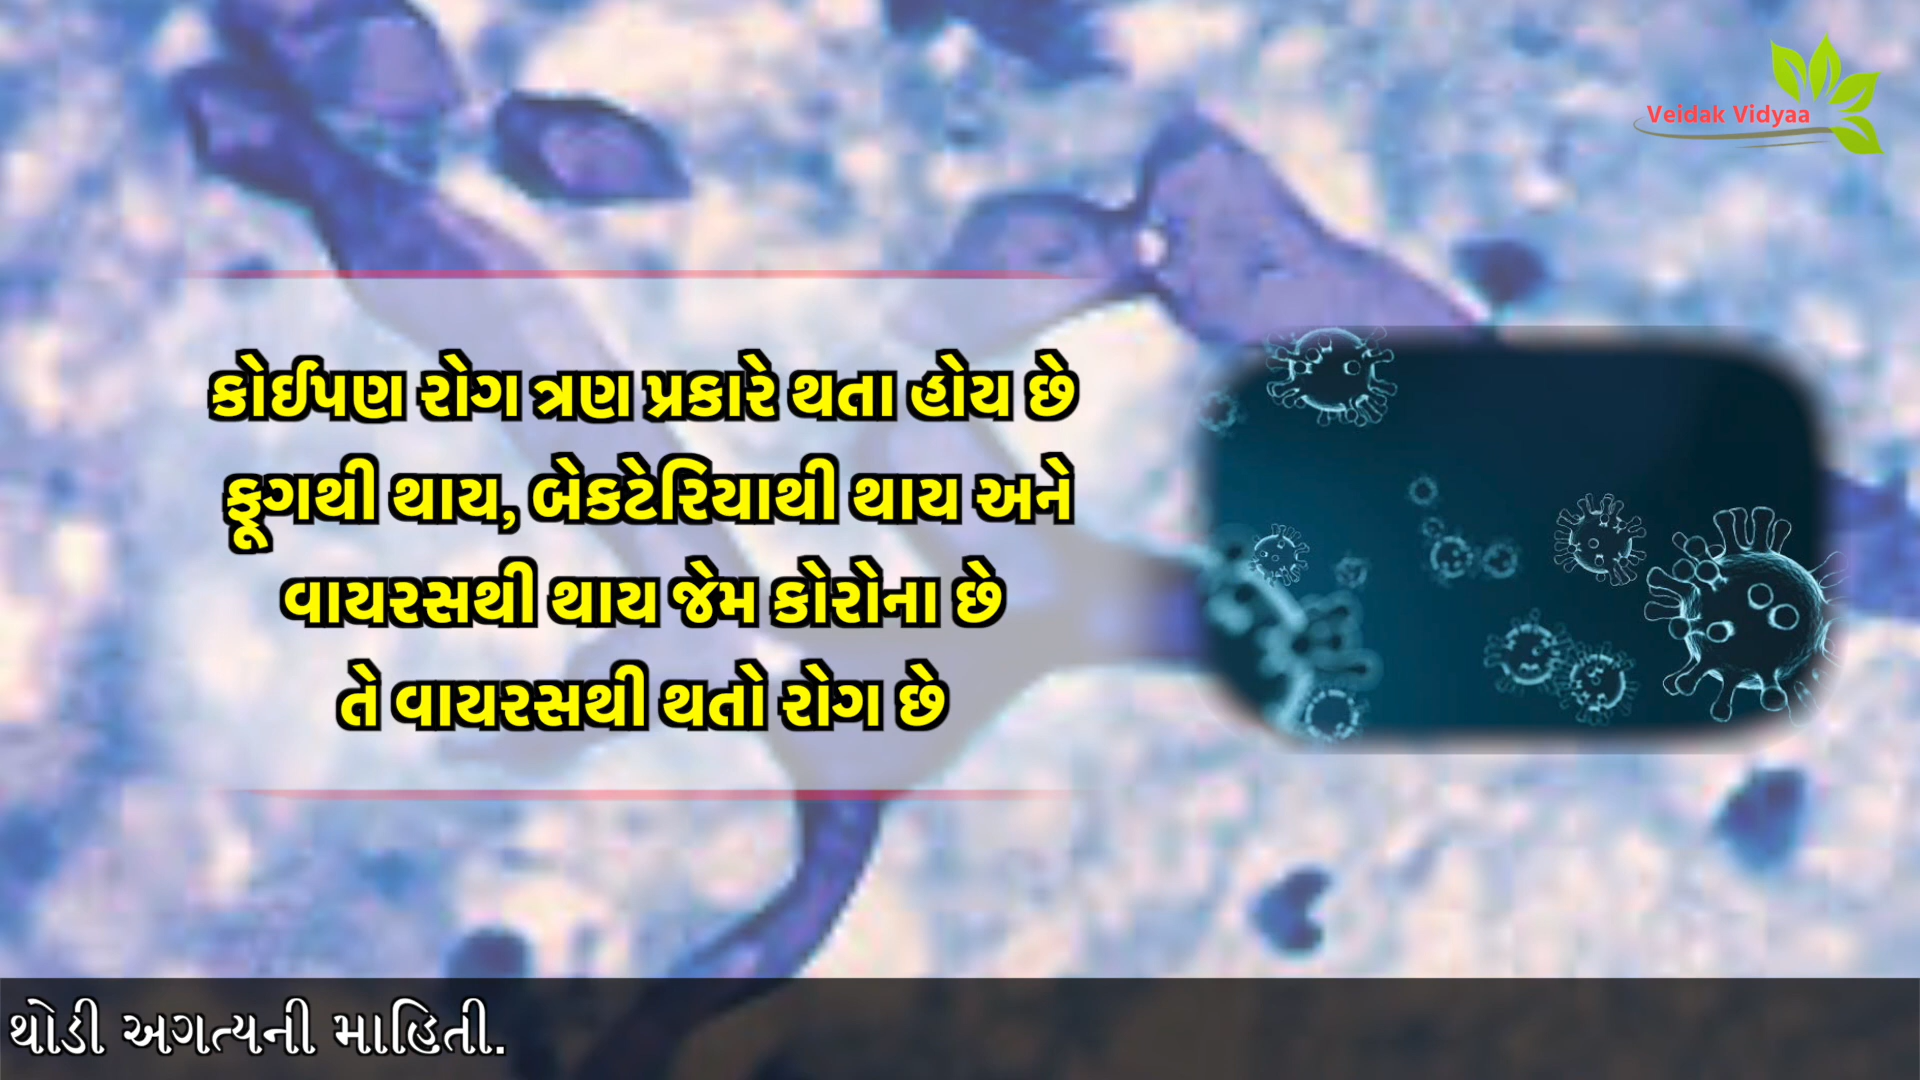 Veidak Vidyaa
કોઈપણ રોગ ત્રણ પ્રકારે થતા હોય છે
ફૂગથી થાય, બેકટેરિયાથી થાય અને
વાયરસથી થાય જેમ કોરોના છે
તે વાયરસથી થતો રોગ છે
થોડી અગત્યની માહિતી.